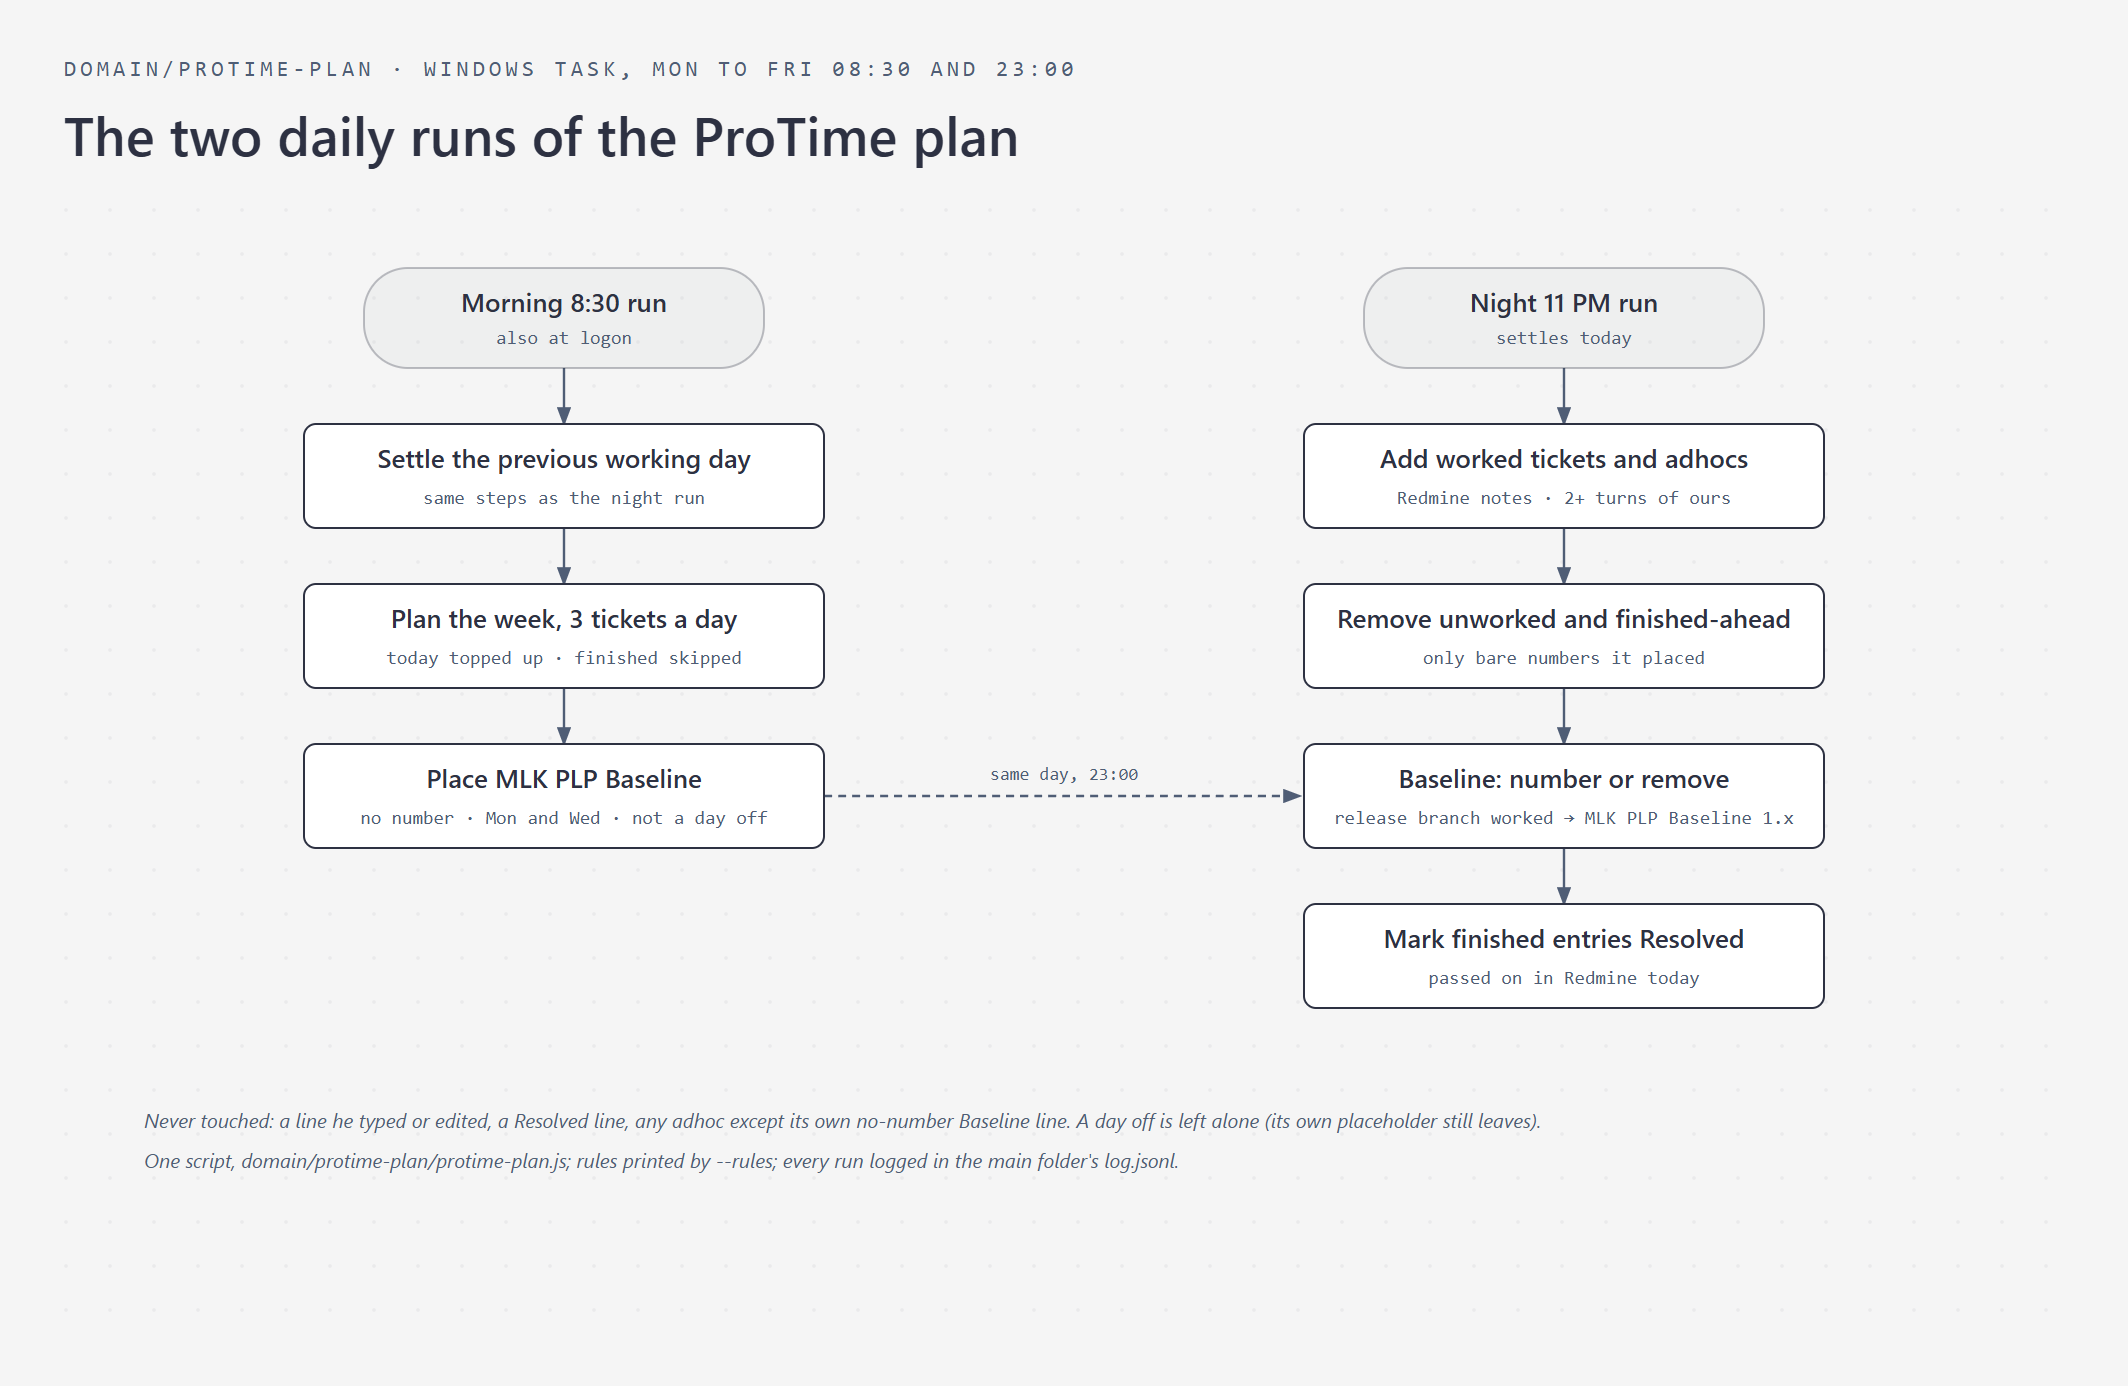 DOMAIN/PROTIME-PLAN · WINDOWS TASK, MON TO FRI 08:30 AND 23:00
The two daily runs of the ProTime plan
Morning 8:30 run
also at logon
Settle the previous working day
same steps as the night run
Plan the week, 3 tickets a day
today topped up · finished skipped
Place MLK PLP Baseline
no number · Mon and Wed · not a day off
same day, 23:00
Night 11 PM run
settles today
Add worked tickets and adhocs
Redmine notes · 2+ turns of ours
Remove unworked and finished-ahead
only bare numbers it placed
Baseline: number or remove
release branch worked → MLK PLP Baseline 1.x
Mark finished entries Resolved
passed on in Redmine today
Never touched: a line he typed or edited, a Resolved line, any adhoc except its own no-number Baseline line. A day off is left alone (its own placeholder still leaves).
One script, domain/protime-plan/protime-plan.js; rules printed by --rules; every run logged in the main folder's log.jsonl.